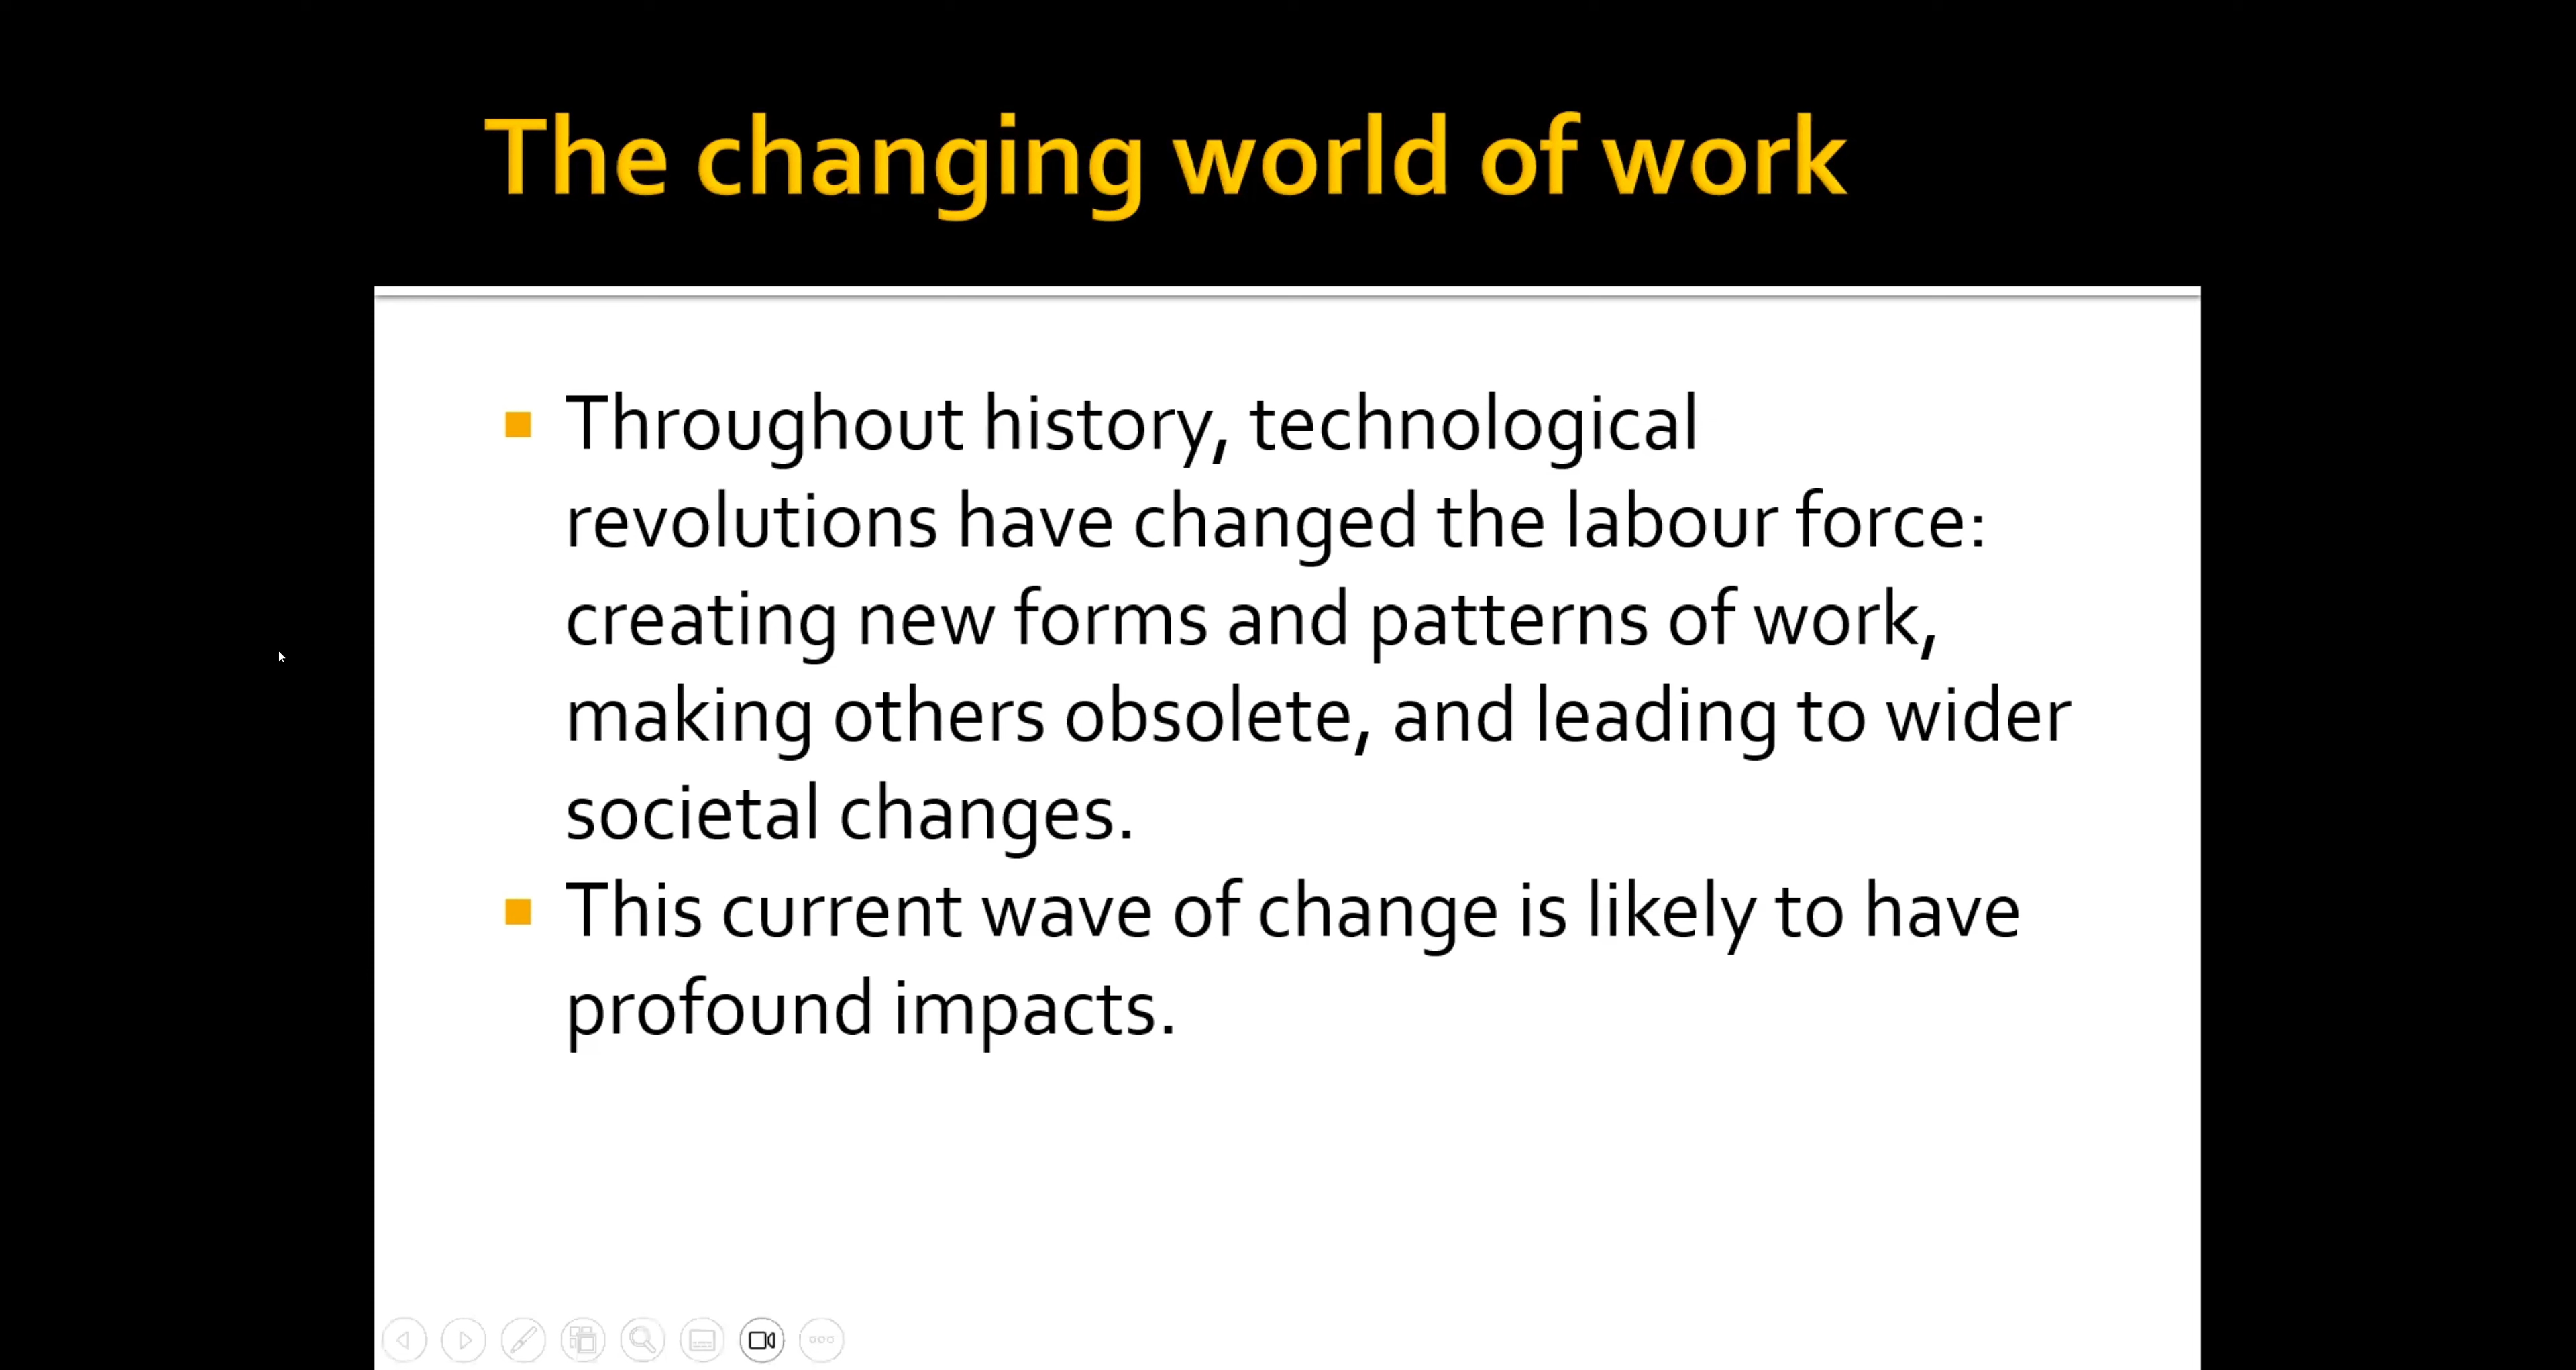 The changing world of work
Throughout history, technological
revolutions have changed the labour force:
creating new forms and patterns of work,
making others obsolete, and leading to wider
societal changes.
This current wave of change is likely to have
profound impacts.